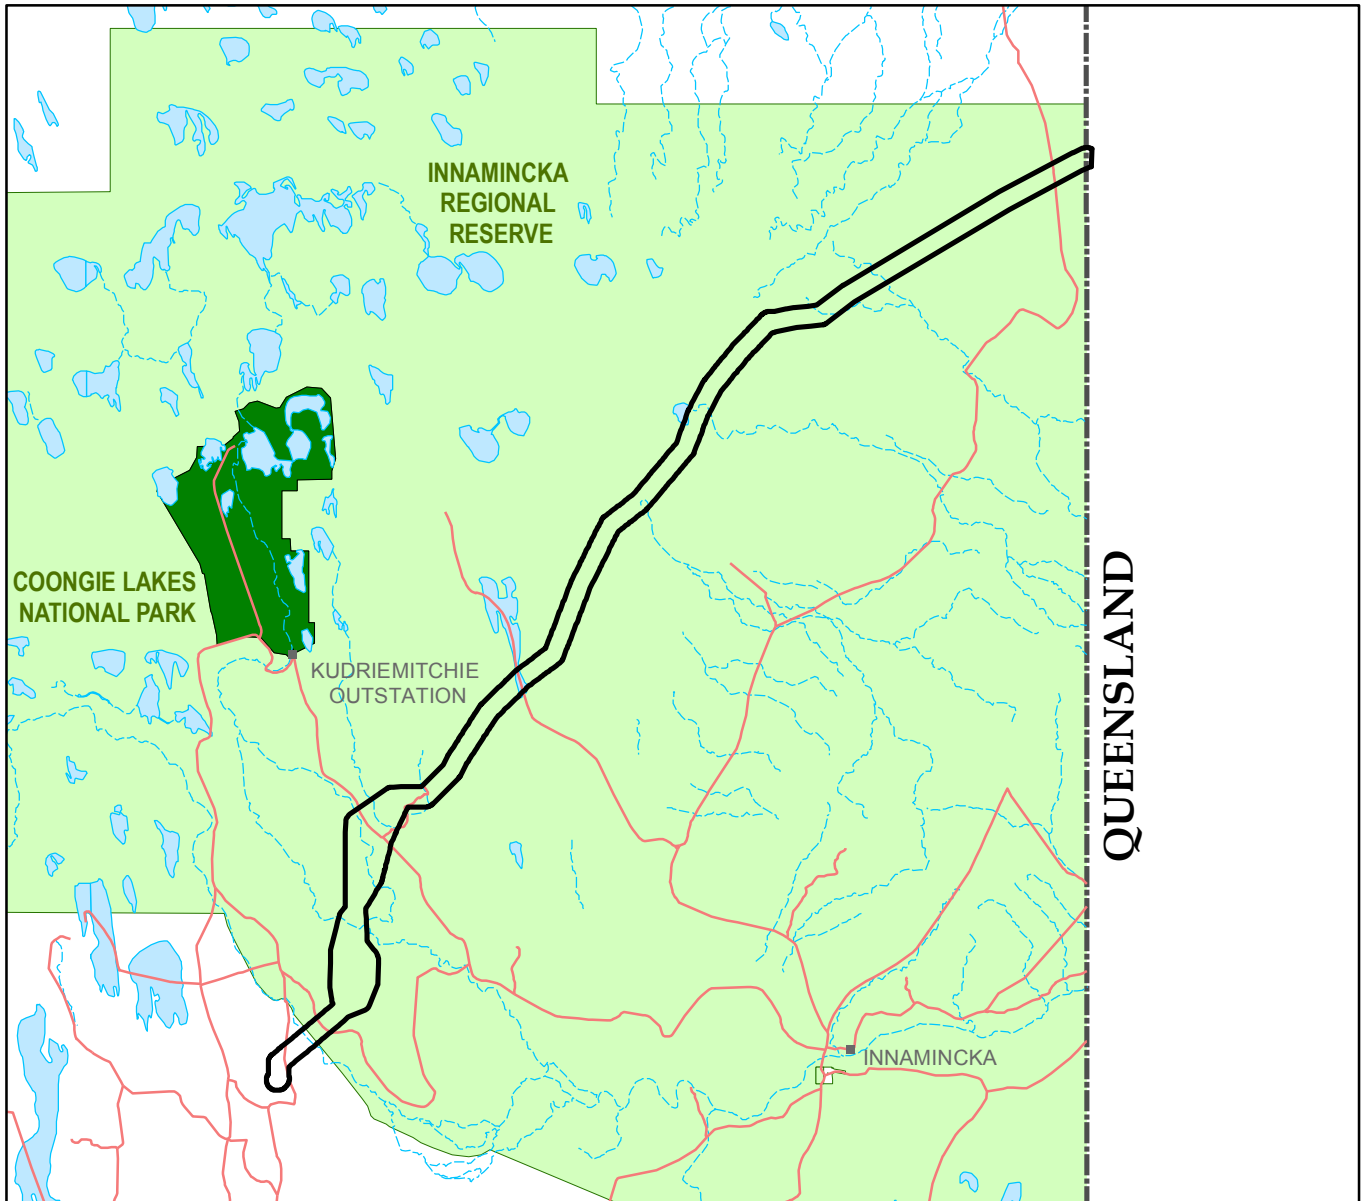 INNAMINCKA
REGIONAL
RESERVE
COONGIE LAKES
NATIONAL PARK
KUDRIEMITCHIE
OUTSTATION
QUEENSLAND
INNAMINCKA